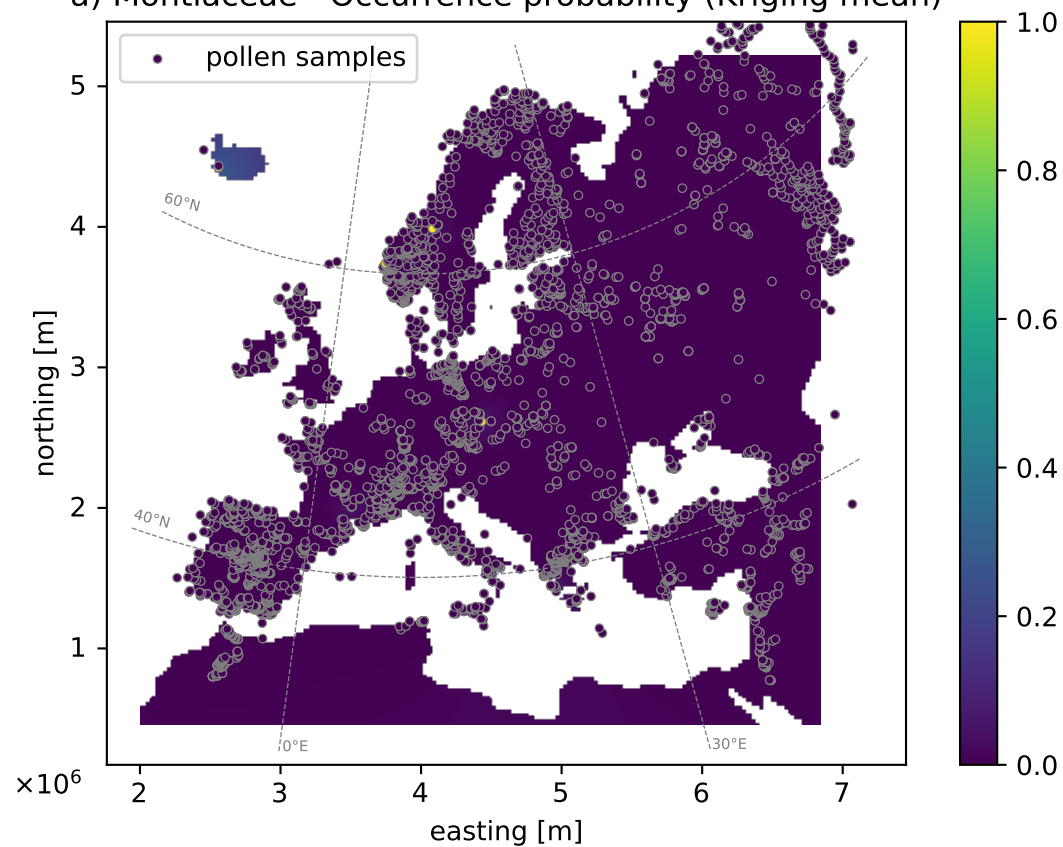 a) Montiaceae - Occurrence probability (Kriging mean)
pollen samples
60°N
40°N
0°E
30°E
5
4
3
2
1
northing [m]
×10⁶
2
3
4
5
6
7
easting [m]
1.0
0.8
0.6
0.4
0.2
0.0